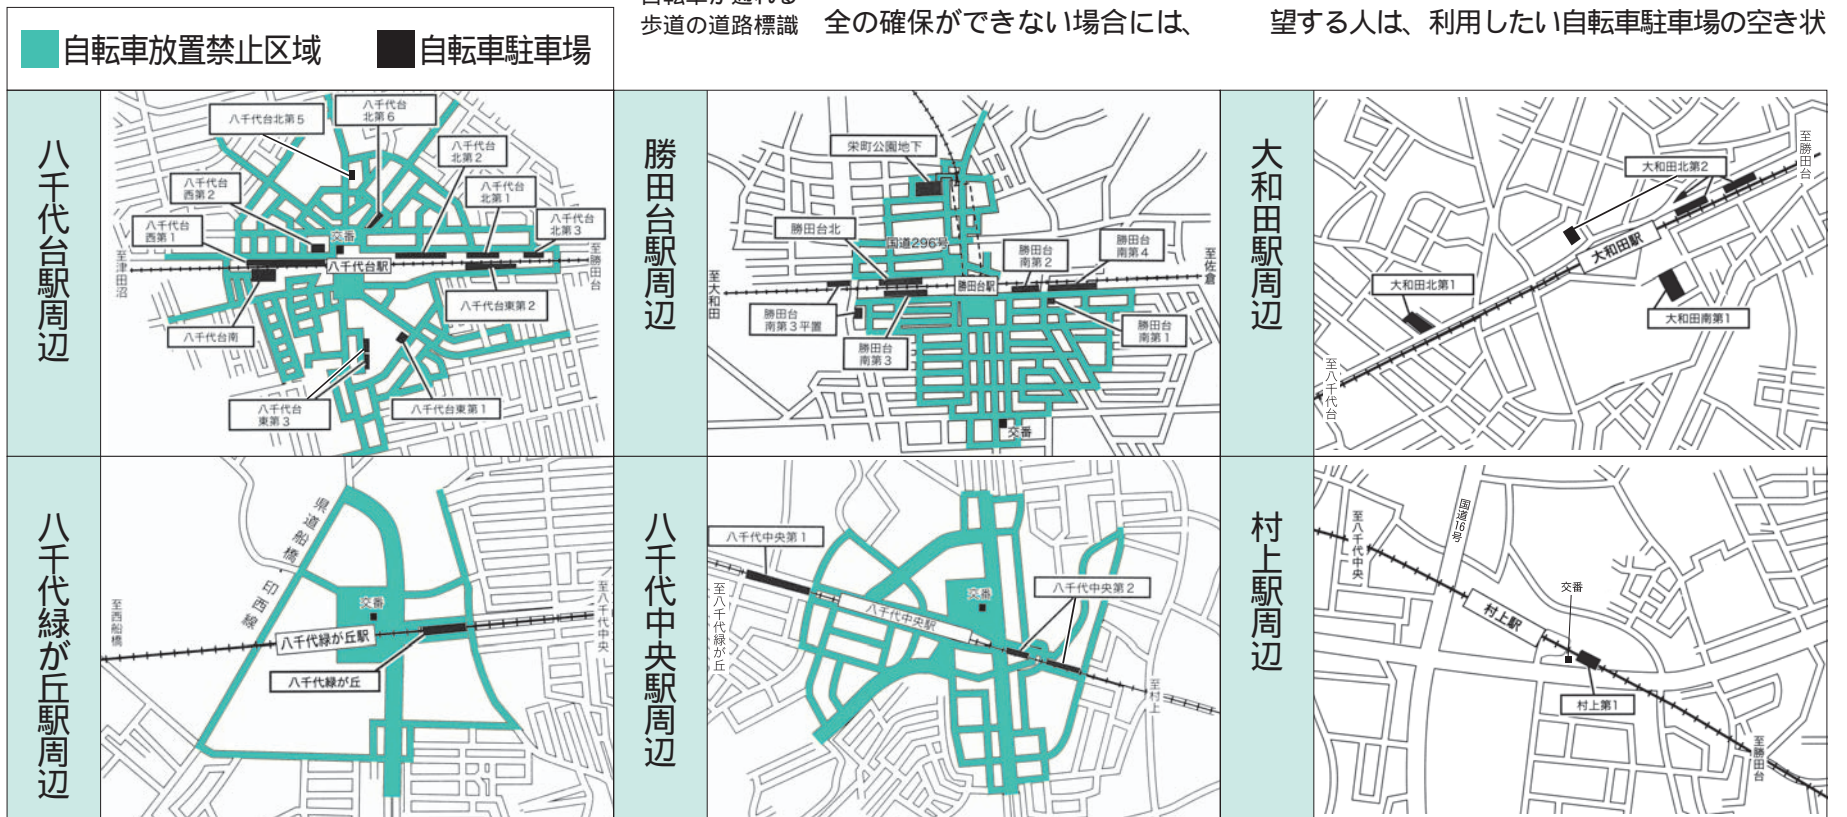 歩道の道路標識
全の確保ができない場合には、
望する人は、利用したい自転車駐車場の空き状
自転車放置禁止区域
自転車駐車場
八千代台駅周辺
八千代台北第5
八千代台
北第6
八千代台
北第2
八千代台
西第2
八千代台
北第1
八千代台
西第1
八千代台
北第3
交番
至津田沼
八千代台駅
至勝田台
八千代台東第2
八千代台南
八千代台
東第3
八千代台東第1
勝田台駅周辺
栄町公園地下
勝田台北
国道296号
勝田台
南第2
勝田台
南第4
至大和田
勝田台駅
至佐倉
勝田台
南第3平置
勝田台
南第3
勝田台
南第1
交番
大和田駅周辺
至勝田台
大和田北第2
大和田駅
大和田北第1
大和田南第1
至八千代台
八千代緑が丘駅周辺
県道船橋・印西線
交番
至西船橋
八千代緑が丘駅
至八千代中央
八千代緑が丘
八千代中央駅周辺
八千代中央第1
八千代中央第2
交番
至八千代緑が丘
八千代中央駅
至村上
村上駅周辺
国道16号
至八千代中央
交番
村上駅
村上第1
至勝田台